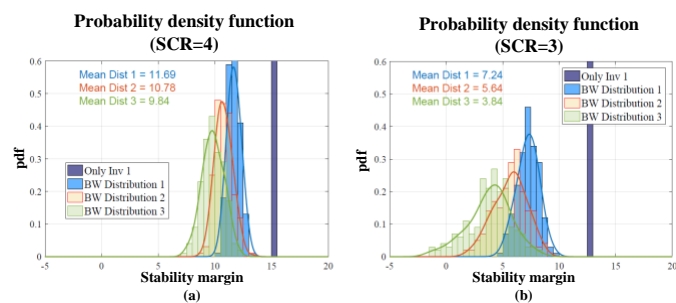 Probability density function
(SCR=4)
0.6
0.5
0.4
0.3
0.2
0.1
0
pdf
Mean Dist 1 = 11.69
Mean Dist 2 = 10.78
Mean Dist 3 = 9.84
Only Inv 1
BW Distribution 1
BW Distribution 2
BW Distribution 3
-5 0 5 10 15 20
Stability margin
(a)
Probability density function
(SCR=3)
0.6
0.5
0.4
0.3
0.2
0.1
0
pdf
Mean Dist 1 = 7.24
Mean Dist 2 = 5.64
Mean Dist 3 = 3.84
Only Inv 1
BW Distribution 1
BW Distribution 2
BW Distribution 3
-5 0 5 10 15 20
Stability margin
(b)